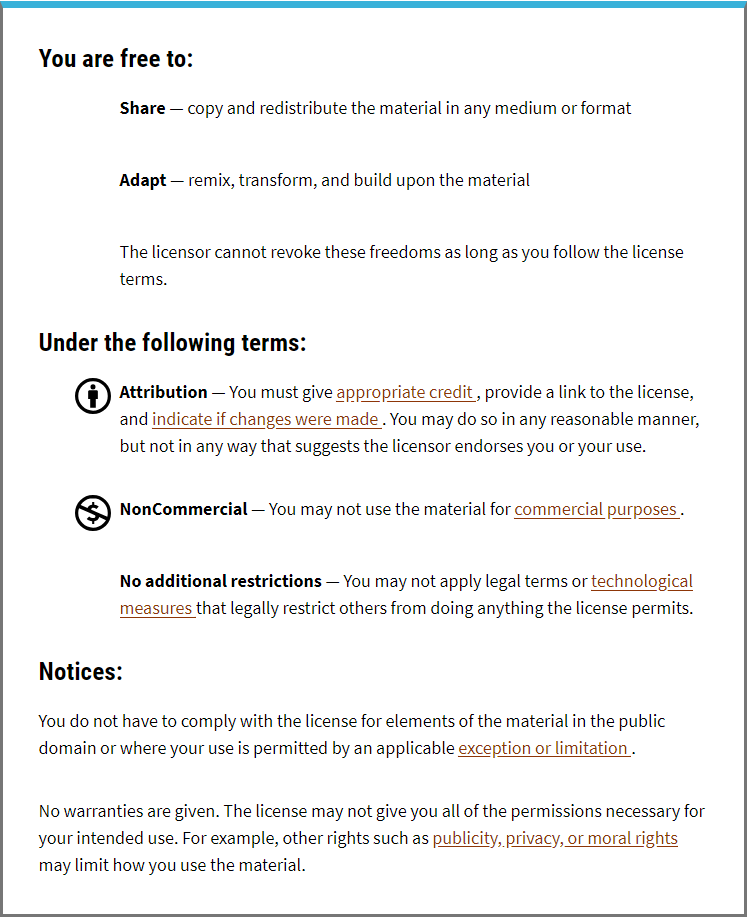 You are free to:
Share — copy and redistribute the material in any medium or format
Adapt — remix, transform, and build upon the material
The licensor cannot revoke these freedoms as long as you follow the license
terms.
Under the following terms:
Attribution — You must give appropriate credit , provide a link to the license,
and indicate if changes were made . You may do so in any reasonable manner,
but not in any way that suggests the licensor endorses you or your use.
NonCommercial — You may not use the material for commercial purposes .
No additional restrictions — You may not apply legal terms or technological
measures that legally restrict others from doing anything the license permits.
Notices:
You do not have to comply with the license for elements of the material in the public
domain or where your use is permitted by an applicable exception or limitation .
No warranties are given. The license may not give you all of the permissions necessary for
your intended use. For example, other rights such as publicity, privacy, or moral rights
may limit how you use the material.